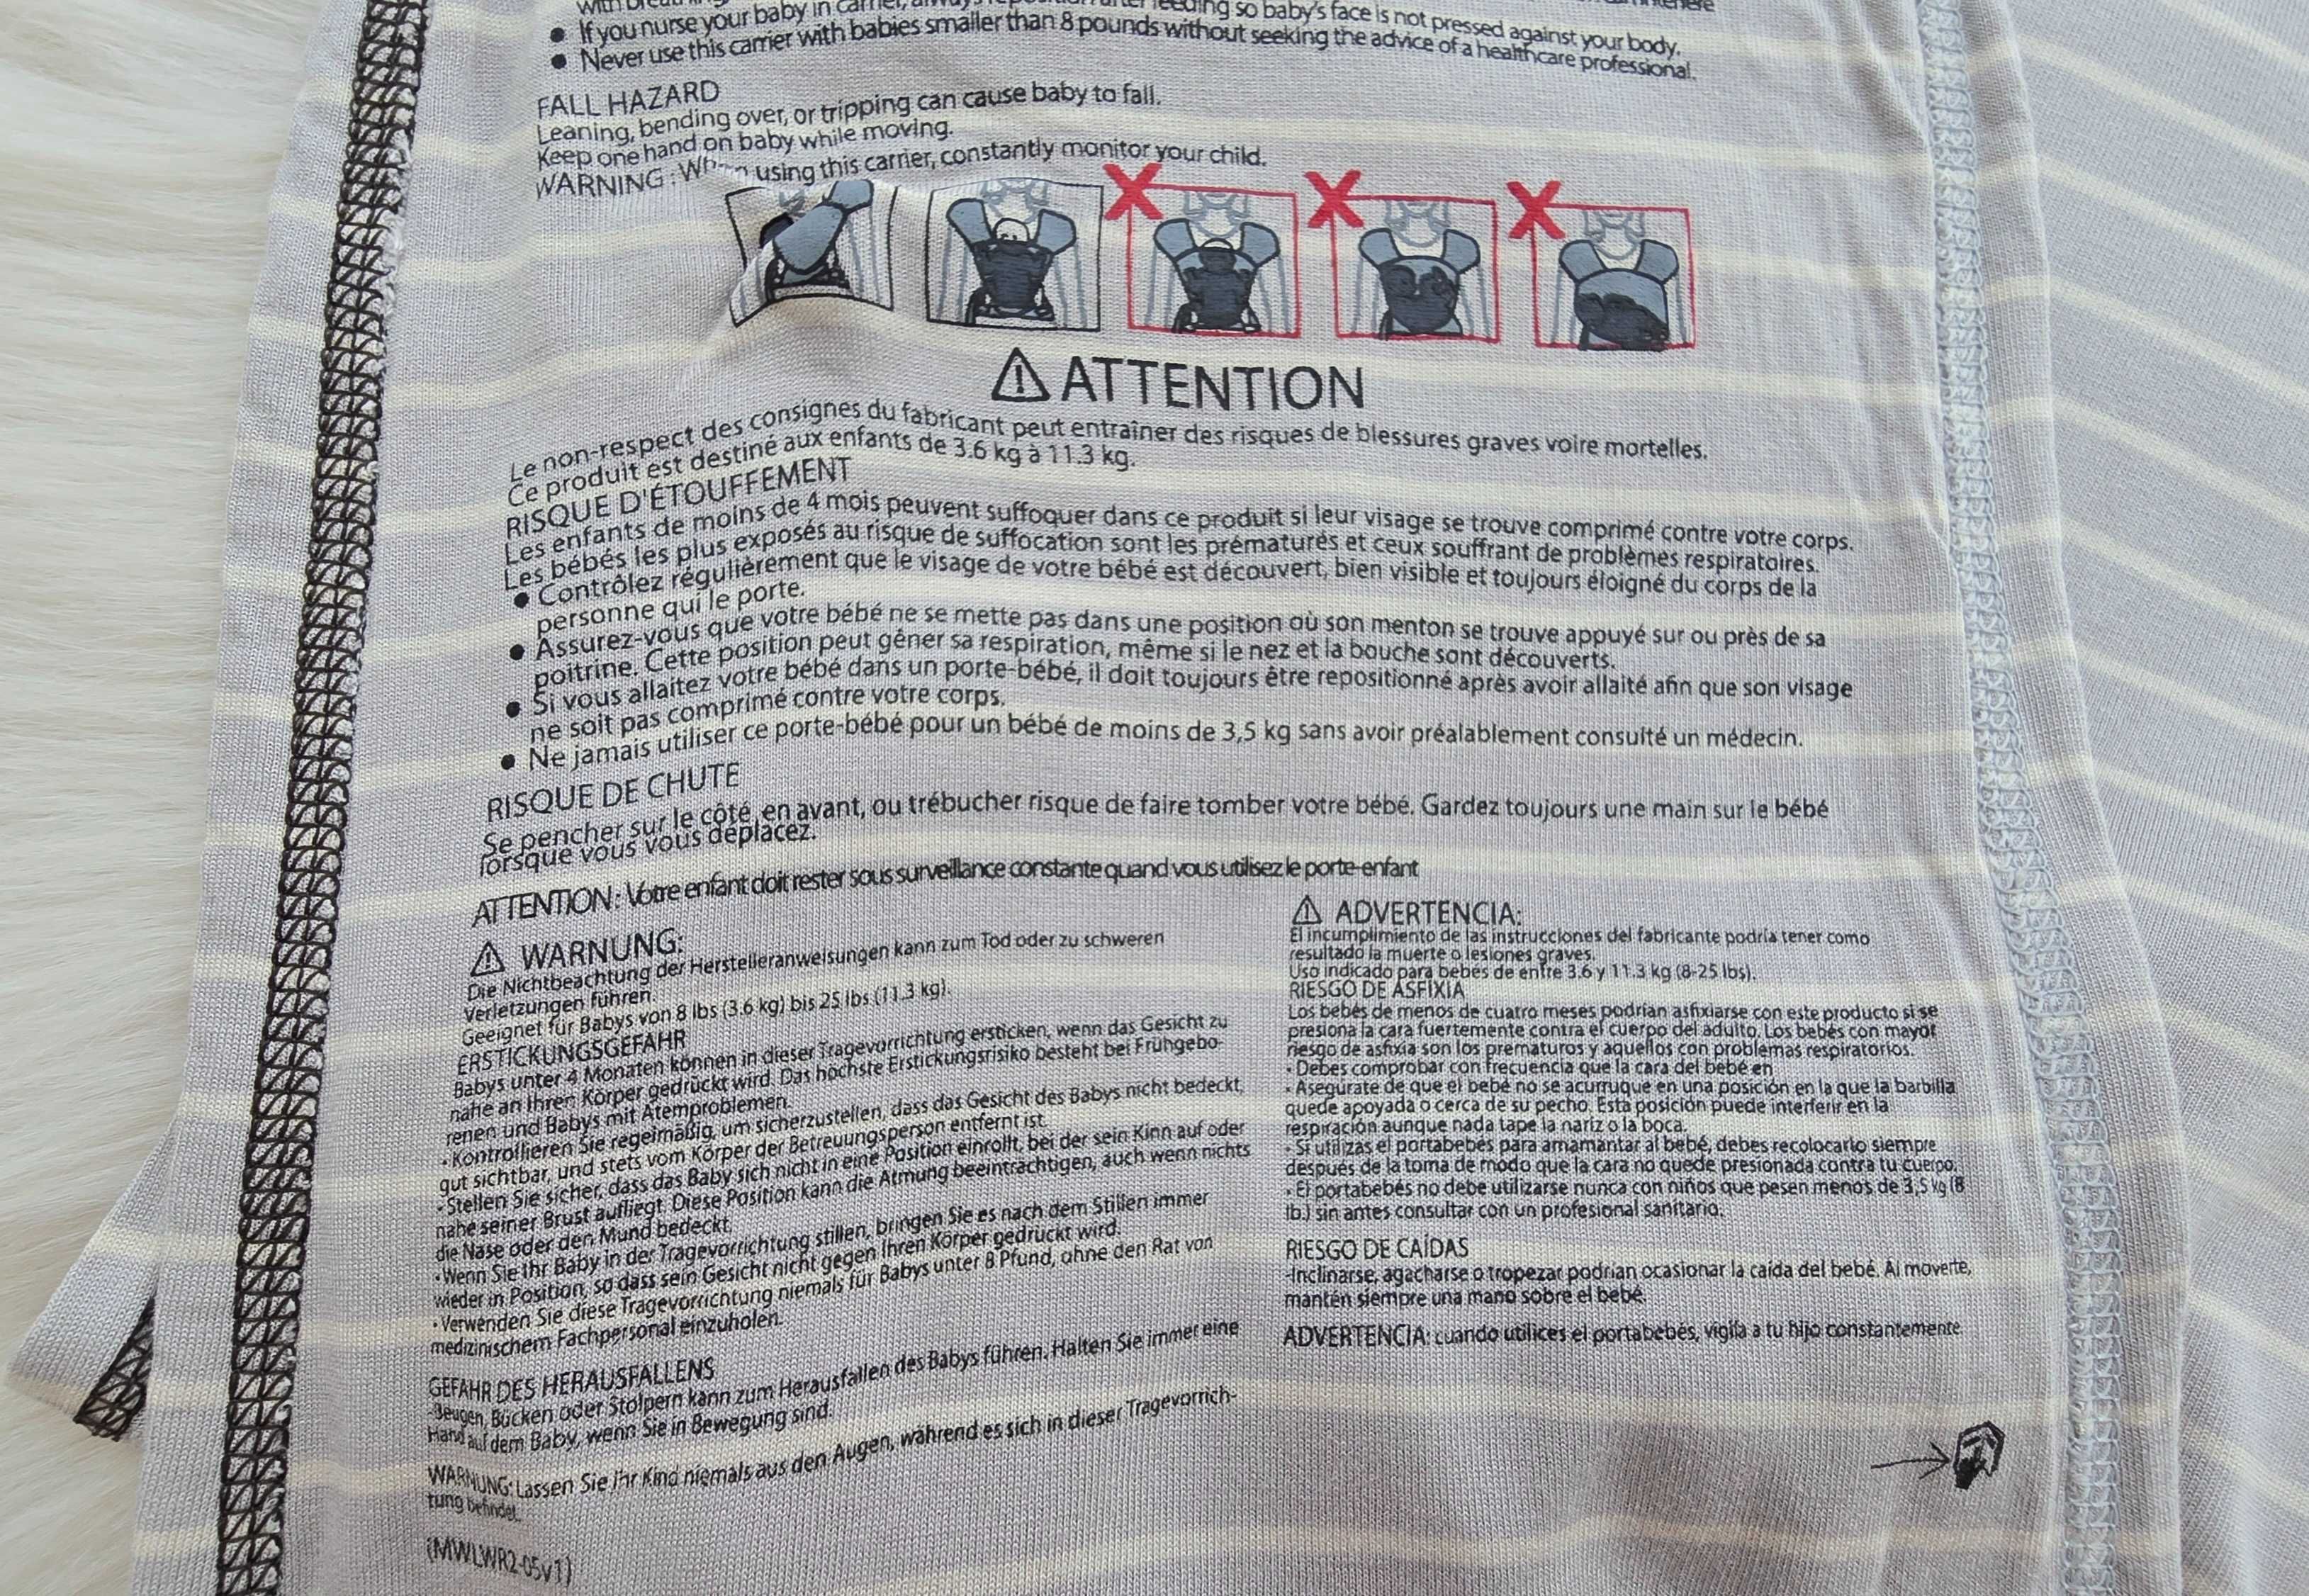 ● If you nurse your baby in carrier, feeding so baby's face is not pressed against your body.
● Never use this carrier with babies smaller than 8 pounds without seeking the advice of a healthcare professional.
FALL HAZARD
Leaning, bending over, or tripping can cause baby to fall.
Keep one hand on baby while moving.
WARNING: using this carrier, constantly monitor your child.
⚠ ATTENTION
Le non-respect des consignes du fabricant peut entraîner des risques de blessures graves voire mortelles.
Ce produit est destiné aux enfants de 3.6 kg à 11.3 kg.
RISQUE D'ÉTOUFFEMENT
Les enfants de moins de 4 mois peuvent suffoquer dans ce produit si leur visage se trouve comprimé contre votre corps.
Les bébés les plus exposés au risque de suffocation sont les prématurés et ceux souffrant de problèmes respiratoires.
● Contrôlez régulièrement que le visage de votre bébé est découvert, bien visible et toujours éloigné du corps de la
personne qui le porte.
● Assurez-vous que votre bébé ne se mette pas dans une position où son menton se trouve appuyé sur ou près de sa
poitrine. Cette position peut gêner sa respiration, même si le nez et la bouche sont découverts.
● Si vous allaitez votre bébé dans un porte-bébé, il doit toujours être repositionné après avoir allaité afin que son visage
ne soit pas comprimé contre votre corps.
● Ne jamais utiliser ce porte-bébé pour un bébé de moins de 3,5 kg sans avoir préalablement consulté un médecin.
RISQUE DE CHUTE
Se pencher sur le côté, en avant, ou trébucher risque de faire tomber votre bébé. Gardez toujours une main sur le bébé
lorsque vous vous déplacez.
ATTENTION: Votre enfant doit rester sous surveillance constante quand vous utilisez le porte-enfant
⚠ WARNUNG:
Die Nichtbeachtung der Herstelleranweisungen kann zum Tod oder zu schweren
Verletzungen führen.
Geeignet für Babys von 8 lbs (3.6 kg) bis 25 lbs (11.3 kg).
ERSTICKUNGSGEFAHR
Babys unter 4 Monaten können in dieser Tragevorrichtung ersticken, wenn das Gesicht zu
nahe an Ihren Körper gedrückt wird. Das höchste Erstickungsrisiko besteht bei Frühgebo-
renen und Babys mit Atemproblemen.
· Kontrollieren Sie regelmäßig, um sicherzustellen, dass das Gesicht des Babys nicht bedeckt,
gut sichtbar, und stets vom Körper der Betreuungsperson entfernt ist.
· Stellen Sie sicher, dass das Baby sich nicht in eine Position einrollt, bei der sein Kinn auf oder
nahe seiner Brust aufliegt. Diese Position kann die Atmung beeinträchtigen, auch wenn nichts
die Nase oder den Mund bedeckt.
· Wenn Sie Ihr Baby in der Tragevorrichtung stillen, bringen Sie es nach dem Stillen immer
wieder in Position, so dass sein Gesicht nicht gegen Ihren Körper gedrückt wird.
· Verwenden Sie diese Tragevorrichtung niemals für Babys unter 8 Pfund, ohne den Rat von
medizinischem Fachpersonal einzuholen.
GEFAHR DES HERAUSFALLENS
-Beugen, Bücken oder Stolpern kann zum Herausfallen des Babys führen. Halten Sie immer eine
Hand auf dem Baby, wenn Sie in Bewegung sind.
WARNUNG: Lassen Sie Ihr Kind niemals aus den Augen, während es sich in dieser Tragevorrich-
tung befindet.
(MWLWR2-05v1)
⚠ ADVERTENCIA:
El incumplimiento de las instrucciones del fabricante podría tener como
resultado la muerte o lesiones graves.
Uso indicado para bebés de entre 3.6 y 11.3 kg (8-25 lbs).
RIESGO DE ASFIXIA
Los bebés de menos de cuatro meses podrían asfixiarse con este producto si se
presiona la cara fuertemente contra el cuerpo del adulto. Los bebés con mayor
riesgo de asfixia son los prematuros y aquellos con problemas respiratorios.
· Debes comprobar con frecuencia que la cara del bebé en
· Asegúrate de que el bebé no se acurruque en una posición en la que la barbilla
quede apoyada o cerca de su pecho. Esta posición puede interferir en la
respiración aunque nada tape la nariz o la boca.
· Si utilizas el portabebés para amamantar al bebé, debes recolocarlo siempre
después de la toma de modo que la cara no quede presionada contra tu cuerpo.
· El portabebés no debe utilizarse nunca con niños que pesen menos de 3,5 kg (8
lb.) sin antes consultar con un profesional sanitario.
RIESGO DE CAÍDAS
-Inclinarse, agacharse o tropezar podrían ocasionar la caída del bebé. Al moverte,
mantén siempre una mano sobre el bebé.
ADVERTENCIA: cuando utilices el portabebés, vigila a tu hijo constantemente